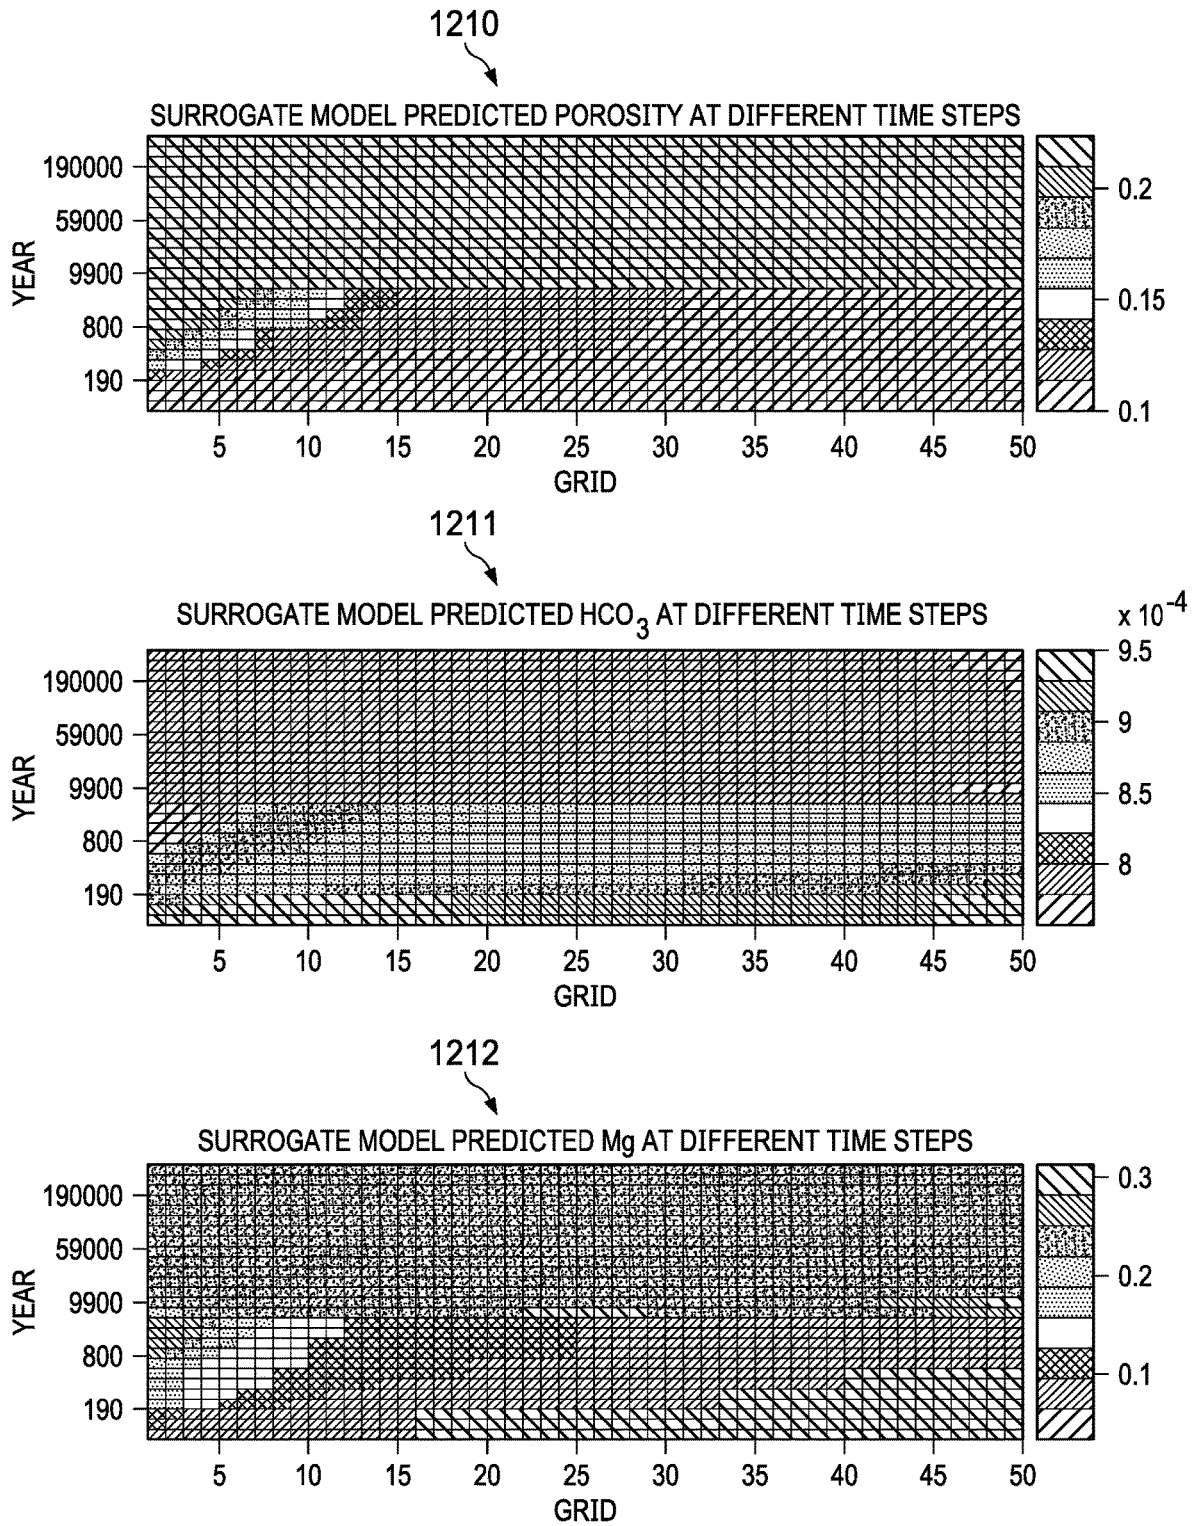 1210
SURROGATE MODEL PREDICTED POROSITY AT DIFFERENT TIME STEPS
190000
59000
9900
800
190
YEAR
0.2
0.15
0.1
5 10 15 20 25 30 35 40 45 50
GRID
1211
SURROGATE MODEL PREDICTED HCO3 AT DIFFERENT TIME STEPS
x 10-4
190000
59000
9900
800
190
YEAR
9.5
9
8.5
8
5 10 15 20 25 30 35 40 45 50
GRID
1212
SURROGATE MODEL PREDICTED Mg AT DIFFERENT TIME STEPS
190000
59000
9900
800
190
YEAR
0.3
0.2
0.1
5 10 15 20 25 30 35 40 45 50
GRID